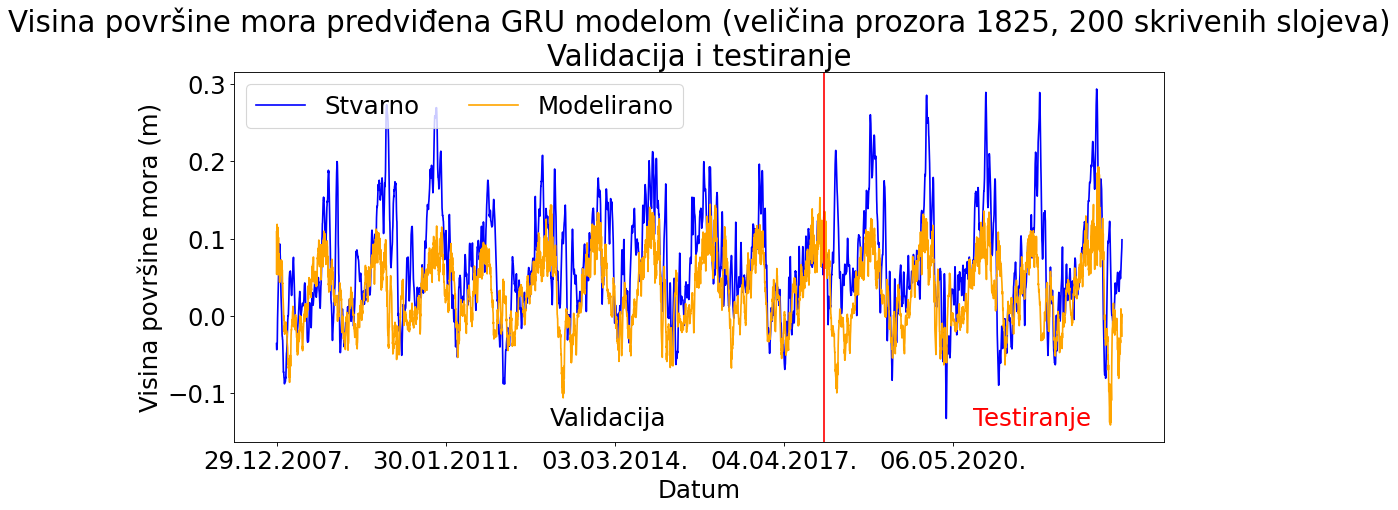 Visina površine mora predviđena GRU modelom (veličina prozora 1825, 200 skrivenih slojeva)
Validacija i testiranje
Stvarno
Modelirano
Visina površine mora (m)
0.3
0.2
0.1
0.0
−0.1
Validacija
Testiranje
29.12.2007.
30.01.2011.
03.03.2014.
04.04.2017.
06.05.2020.
Datum